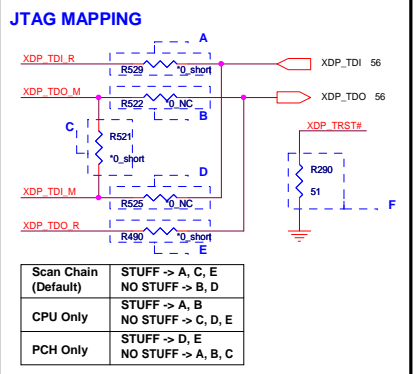 JTAG MAPPING
A
XDP_TDI_R
R529
*0_short
XDP_TDI 56
XDP_TDO_M
R522
*0_NC
XDP_TDO 56
B
C
R521
*0_short
XDP_TRST#
R290
51
F
D
XDP_TDI_M
R525
*0_NC
XDP_TDO_R
R490
*0_short
E
Scan Chain (Default)
STUFF -> A, C, E
NO STUFF -> B, D
CPU Only
STUFF -> A, B
NO STUFF -> C, D, E
PCH Only
STUFF -> D, E
NO STUFF -> A, B, C